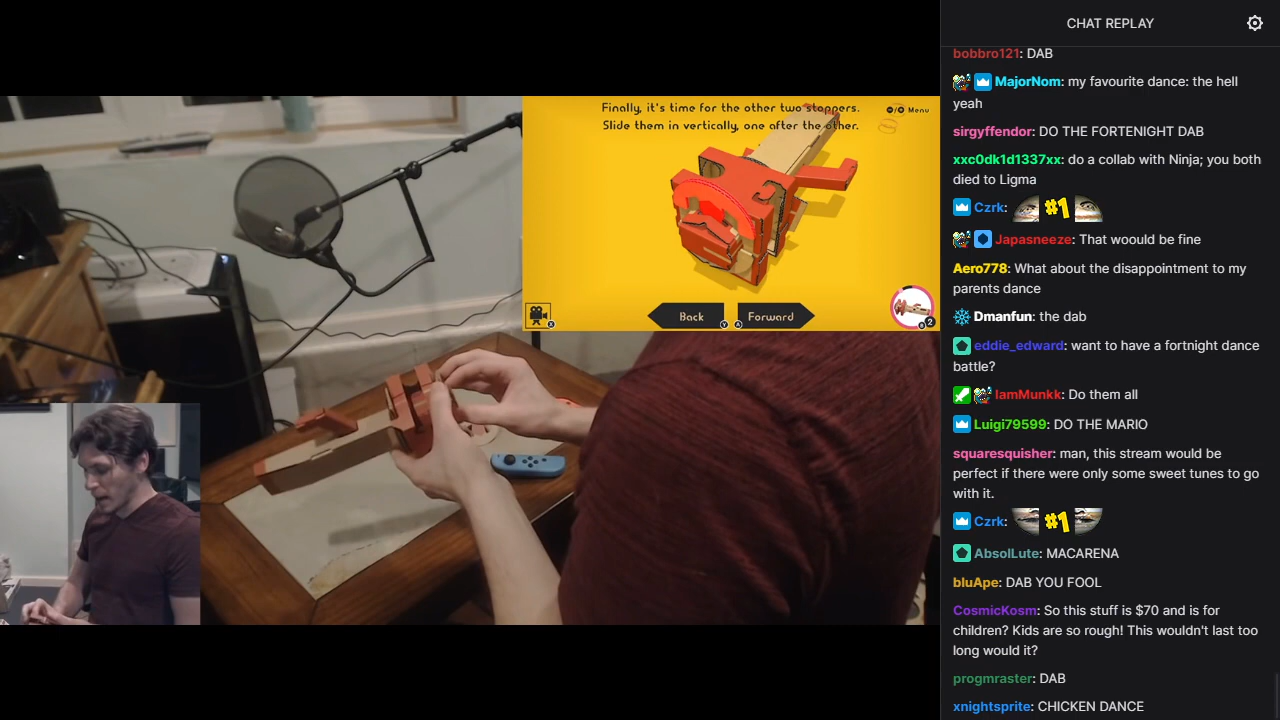 Finally, it's time for the other two stoppers.
Slide them in vertically, one after the other.
Menu
Back
Forward
CHAT REPLAY
bobbro121: DAB
MajorNom: my favourite dance: the hell
yeah
sirgyffendor: DO THE FORTENIGHT DAB
xxc0dk1d1337xx: do a collab with Ninja; you both
died to Ligma
Czrk: #1
Japasneeze: That woould be fine
Aero778: What about the disappointment to my
parents dance
Dmanfun: the dab
eddie_edward: want to have a fortnight dance
battle?
IamMunkk: Do them all
Luigi79599: DO THE MARIO
squaresquisher: man, this stream would be
perfect if there were only some sweet tunes to go
with it.
Czrk: #1
AbsolLute: MACARENA
bluApe: DAB YOU FOOL
CosmicKosm: So this stuff is $70 and is for
children? Kids are so rough! This wouldn't last too
long would it?
progmraster: DAB
xnightsprite: CHICKEN DANCE